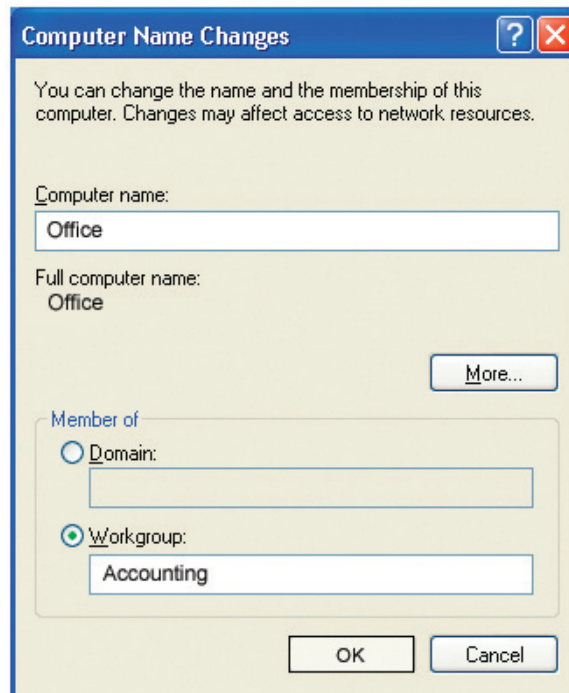 Computer Name Changes
You can change the name and the membership of this
computer. Changes may affect access to network resources.
Computer name:
Office
Full computer name:
Office
More...
Member of
Domain:
Workgroup:
Accounting
OK
Cancel